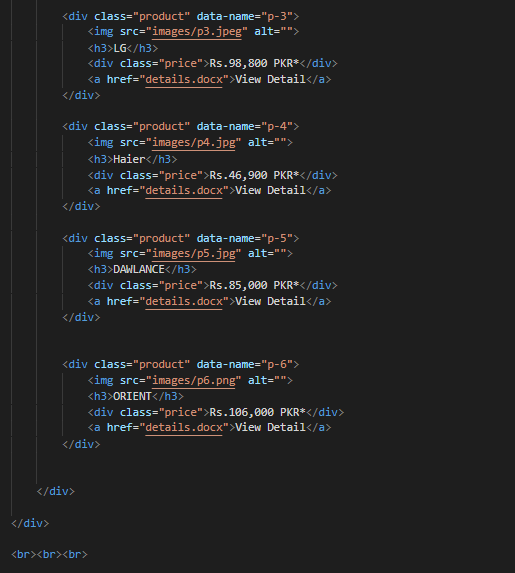 <div class="product" data-name="p-3">
<img src="images/p3.jpeg" alt="">
<h3>LG</h3>
<div class="price">Rs.98,800 PKR*</div>
<a href="details.docx">View Detail</a>
</div>
<div class="product" data-name="p-4">
<img src="images/p4.jpg" alt="">
<h3>Haier</h3>
<div class="price">Rs.46,900 PKR*</div>
<a href="details.docx">View Detail</a>
</div>
<div class="product" data-name="p-5">
<img src="images/p5.jpg" alt="">
<h3>DAWLANCE</h3>
<div class="price">Rs.85,000 PKR*</div>
<a href="details.docx">View Detail</a>
</div>
<div class="product" data-name="p-6">
<img src="images/p6.png" alt="">
<h3>ORIENT</h3>
<div class="price">Rs.106,000 PKR*</div>
<a href="details.docx">View Detail</a>
</div>
</div>
</div>
<br><br><br>